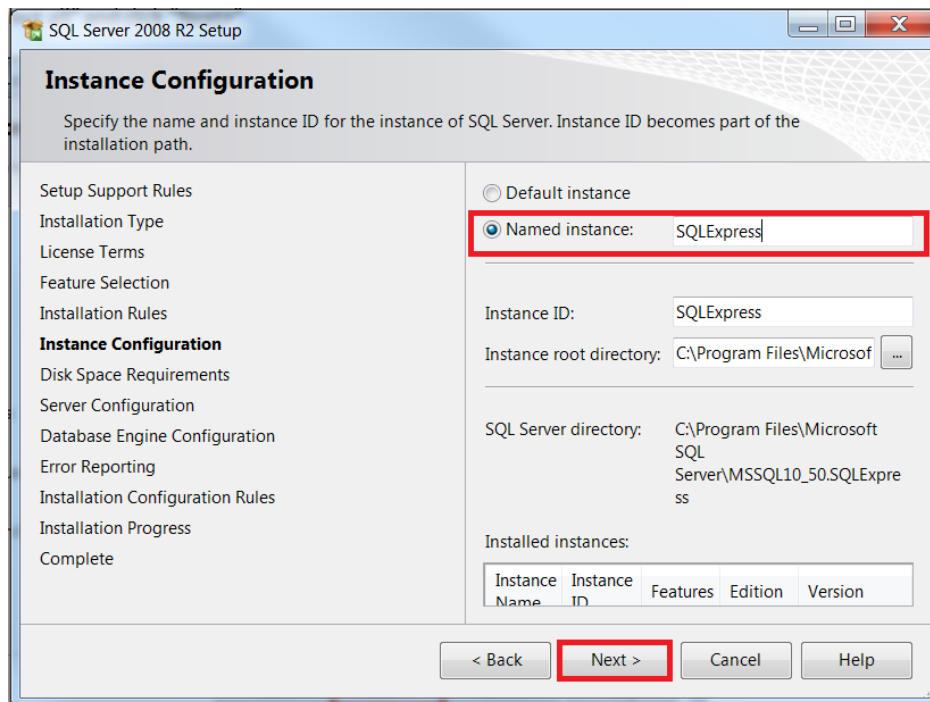 SQL Server 2008 R2 Setup
Instance Configuration
Specify the name and instance ID for the instance of SQL Server. Instance ID becomes part of the
installation path.
Setup Support Rules
Installation Type
License Terms
Feature Selection
Installation Rules
Instance Configuration
Disk Space Requirements
Server Configuration
Database Engine Configuration
Error Reporting
Installation Configuration Rules
Installation Progress
Complete
Default instance
Named instance: SQLExpress
Instance ID: SQLExpress
Instance root directory: C:\Program Files\Microsof ...
SQL Server directory: C:\Program Files\Microsoft
SQL
Server\MSSQL10_50.SQLExpre
ss
Installed instances:
Instance Instance Features Edition Version
Name ID
< Back Next > Cancel Help